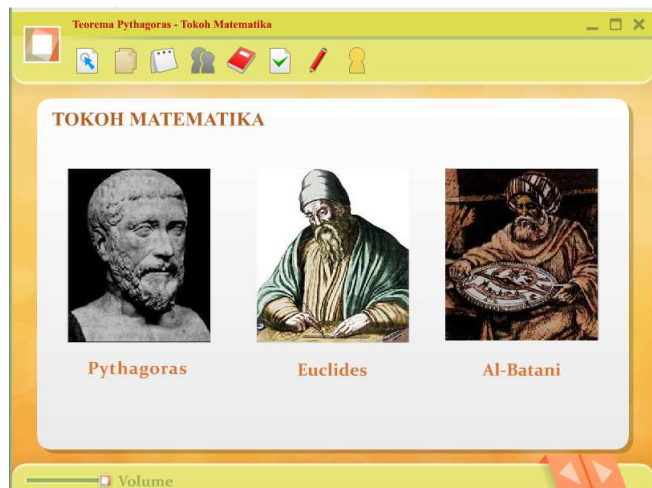 Teorema Pythagoras - Tokoh Matematika
TOKOH MATEMATIKA
Pythagoras Euclides Al-Batani
Volume